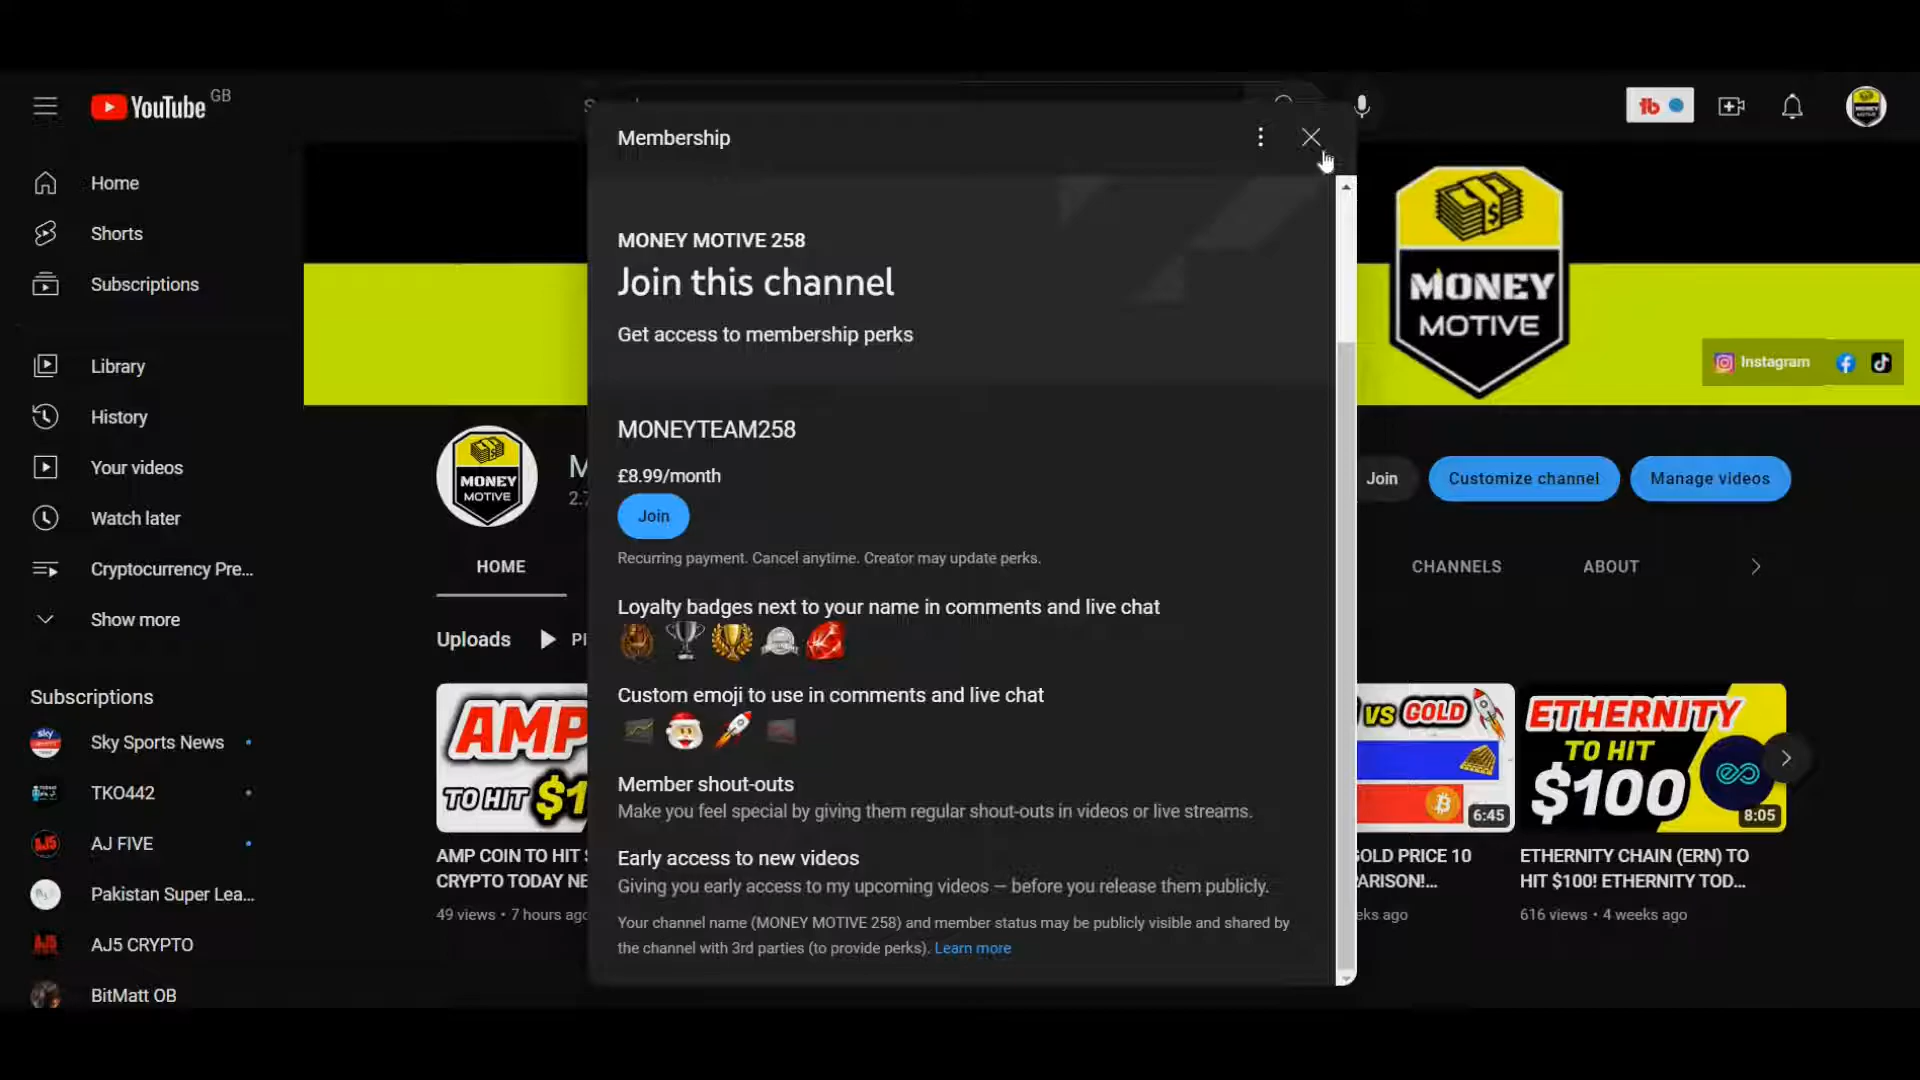 YouTube GB
Home
Shorts
Subscriptions
Library
History
Your videos
Watch later
Cryptocurrency Pre...
Show more
Subscriptions
Sky Sports News
TKO442
AJ FIVE
Pakistan Super Lea...
AJ5 CRYPTO
BitMatt OB
Membership
MONEY MOTIVE 258
Join this channel
Get access to membership perks
MONEYTEAM258
£8.99/month
Join
Recurring payment. Cancel anytime. Creator may update perks.
Loyalty badges next to your name in comments and live chat
Custom emoji to use in comments and live chat
Member shout-outs
Make you feel special by giving them regular shout-outs in videos or live streams.
Early access to new videos
Giving you early access to my upcoming videos — before you release them publicly.
Your channel name (MONEY MOTIVE 258) and member status may be publicly visible and shared by
the channel with 3rd parties (to provide perks). Learn more
MONEY
MOTIVE
Instagram
MONEY
MOTIVE
M
Join
Customize channel
Manage videos
HOME
CHANNELS
ABOUT
Uploads
AMP
TO HIT $1
AMP COIN TO HIT
CRYPTO TODAY NE
49 views • 7 hours ago
VS GOLD
6:45
GOLD PRICE 10
ARISON!...
eks ago
ETHERNITY
TO HIT
$100
8:05
ETHERNITY CHAIN (ERN) TO
HIT $100! ETHERNITY TOD...
616 views • 4 weeks ago